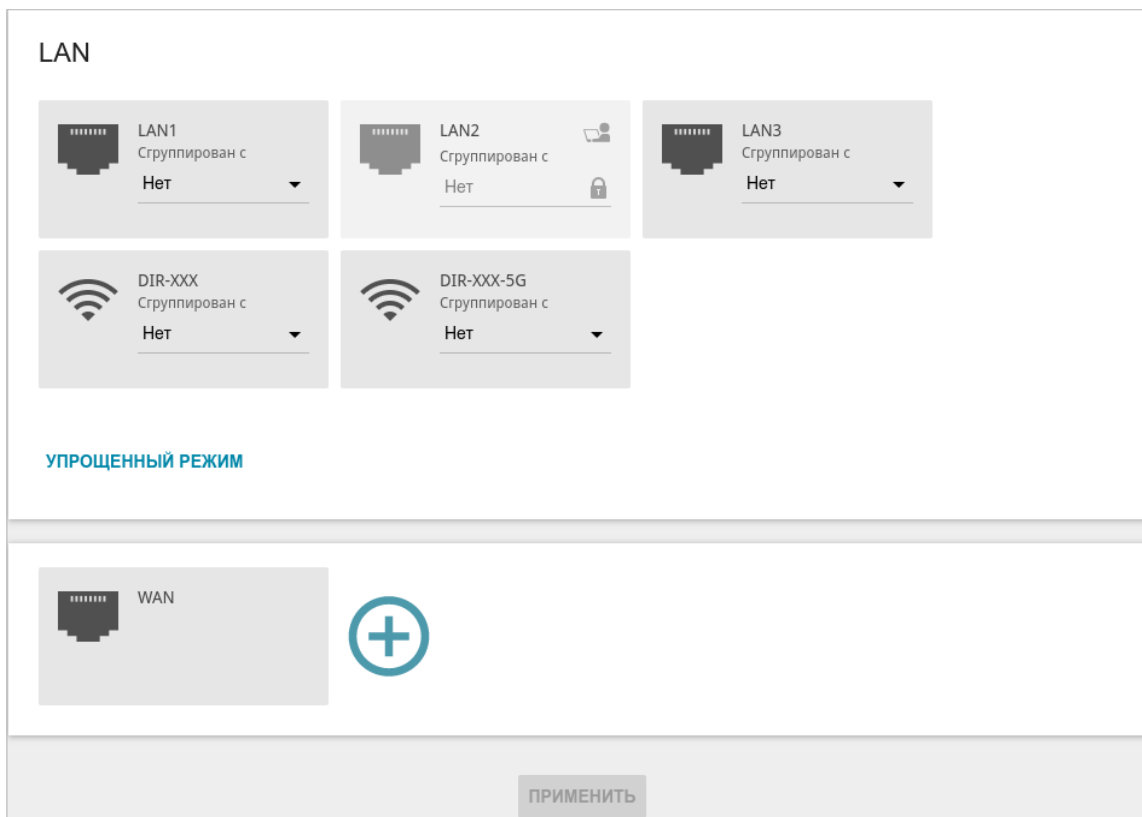 LAN
LAN1
Сгруппирован с
Нет
LAN2
Сгруппирован с
Нет
LAN3
Сгруппирован с
Нет
DIR-XXX
Сгруппирован с
Нет
DIR-XXX-5G
Сгруппирован с
Нет
УПРОЩЕННЫЙ РЕЖИМ
WAN
ПРИМЕНИТЬ